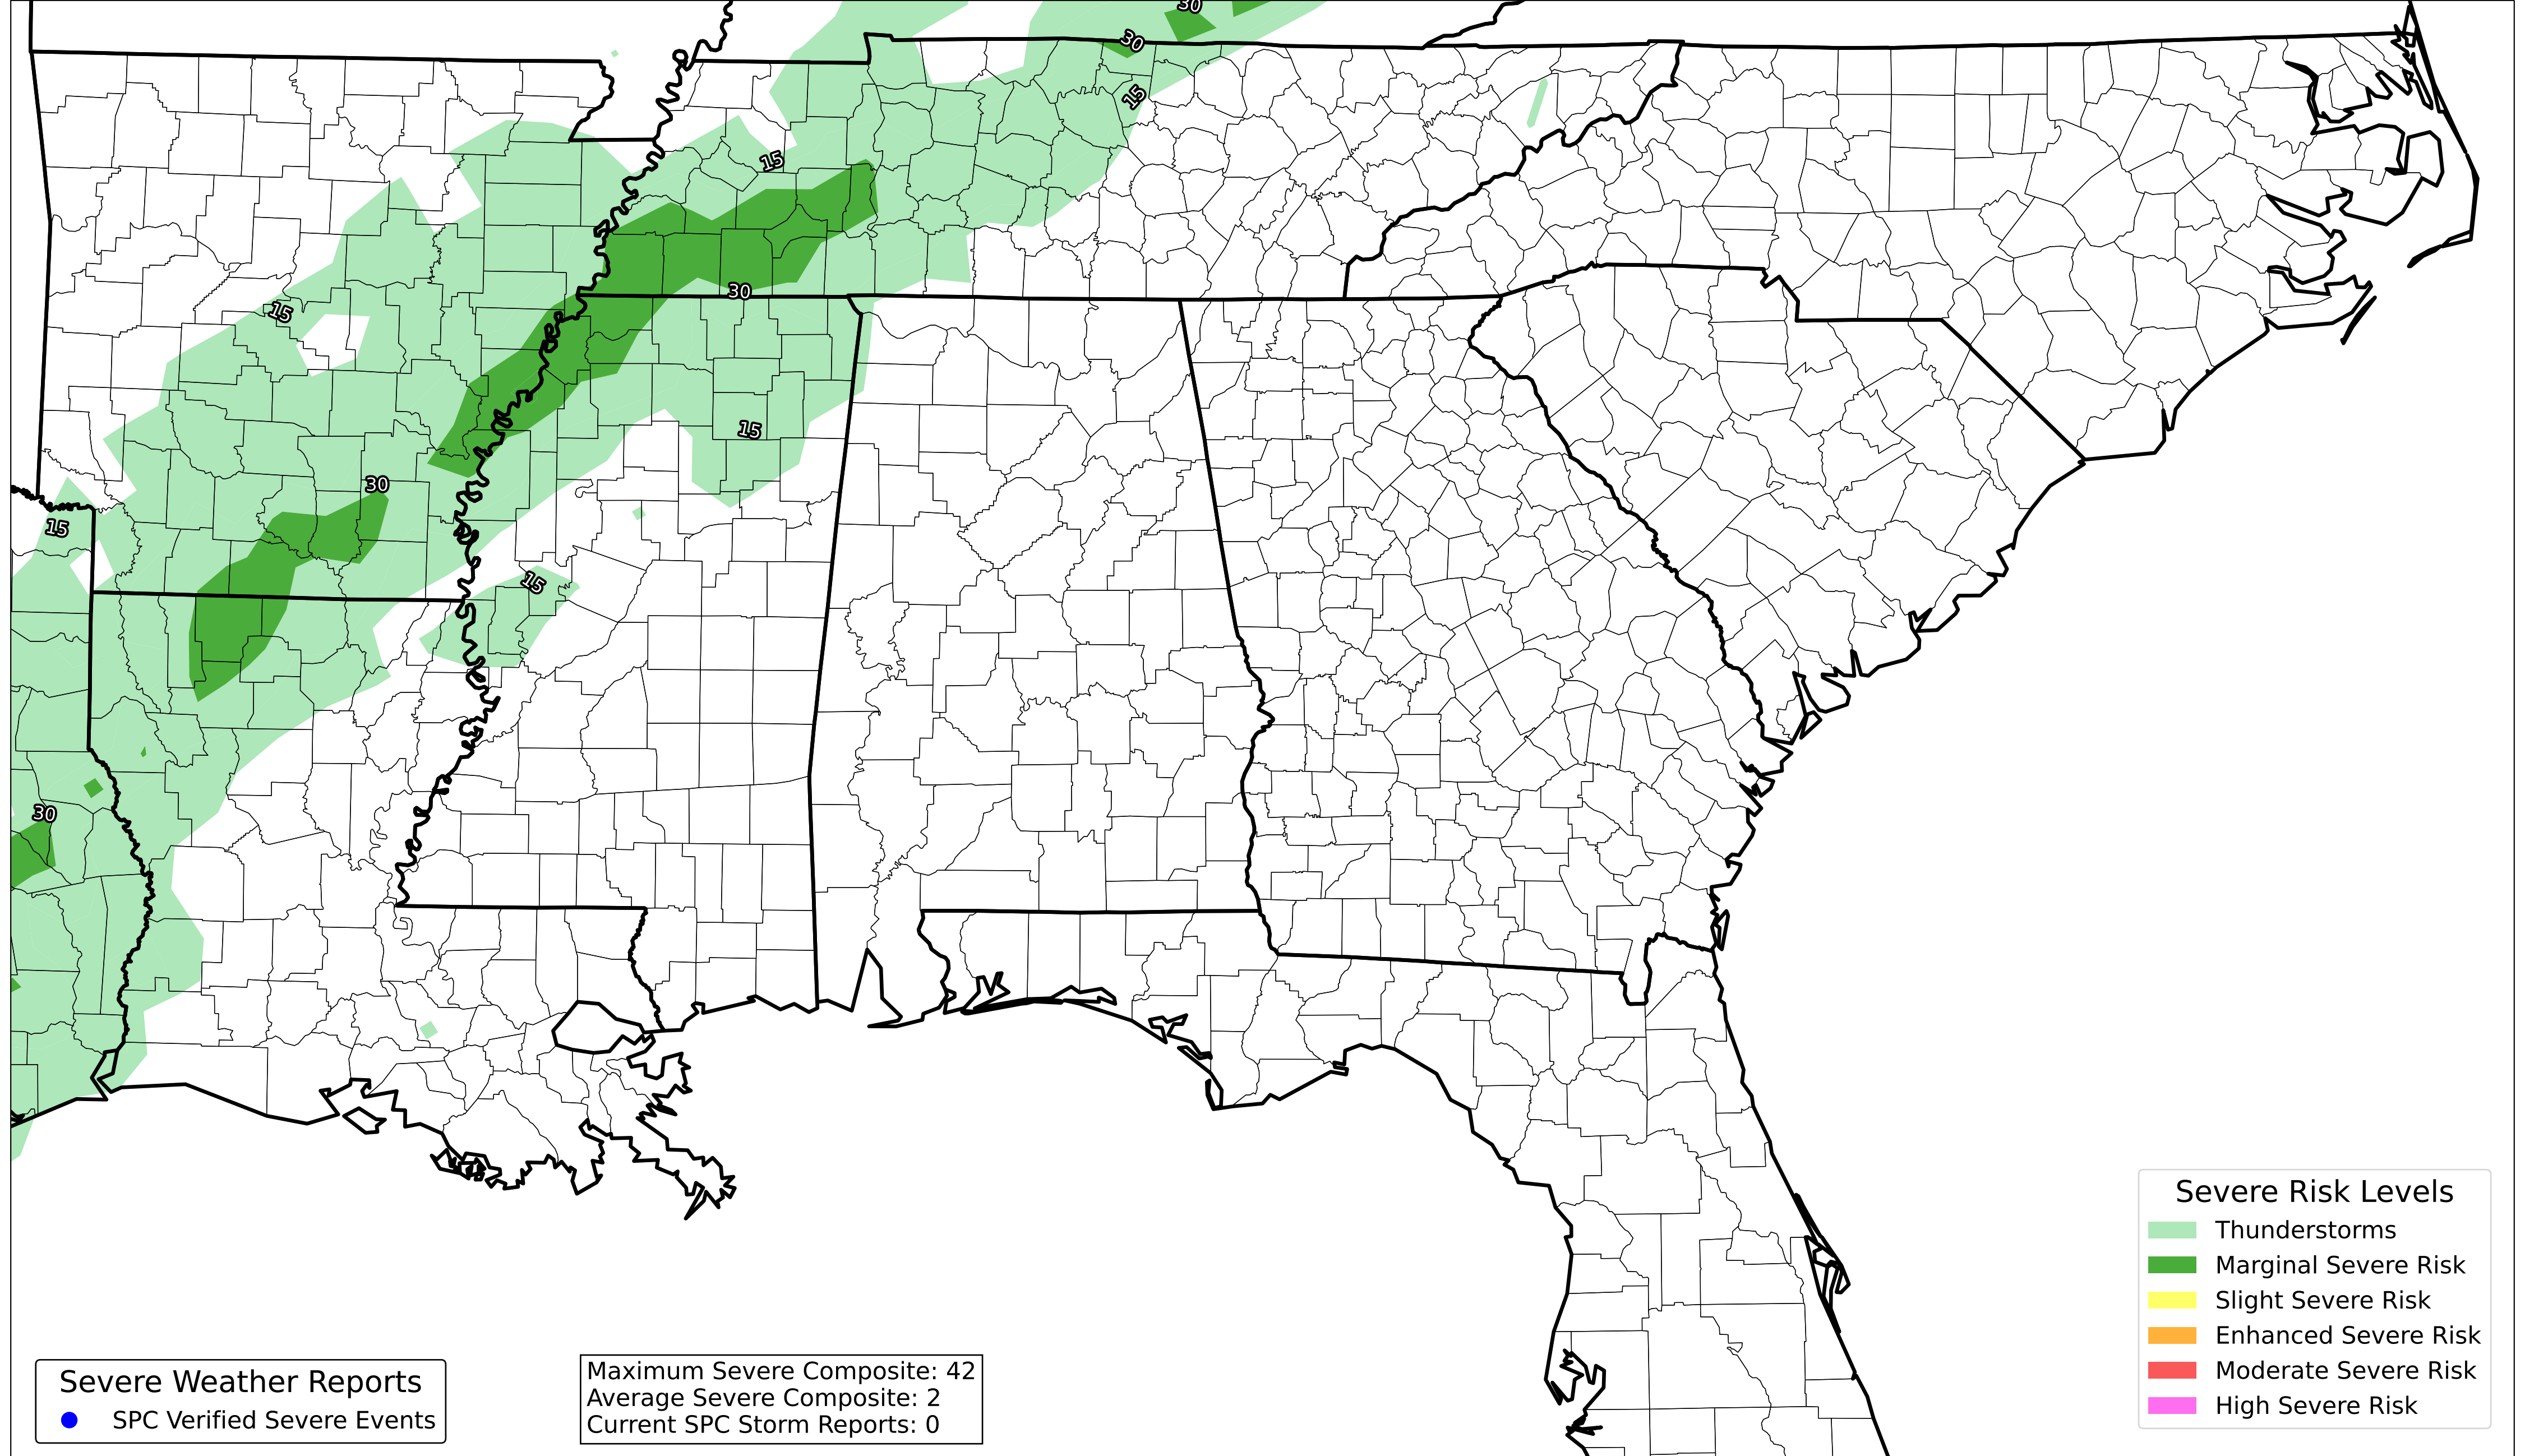 30
30
15
15
30
15
15
30
15
15
30
Severe Risk Levels
Thunderstorms
Marginal Severe Risk
Slight Severe Risk
Enhanced Severe Risk
Moderate Severe Risk
High Severe Risk
Severe Weather Reports
SPC Verified Severe Events
Maximum Severe Composite: 42
Average Severe Composite: 2
Current SPC Storm Reports: 0